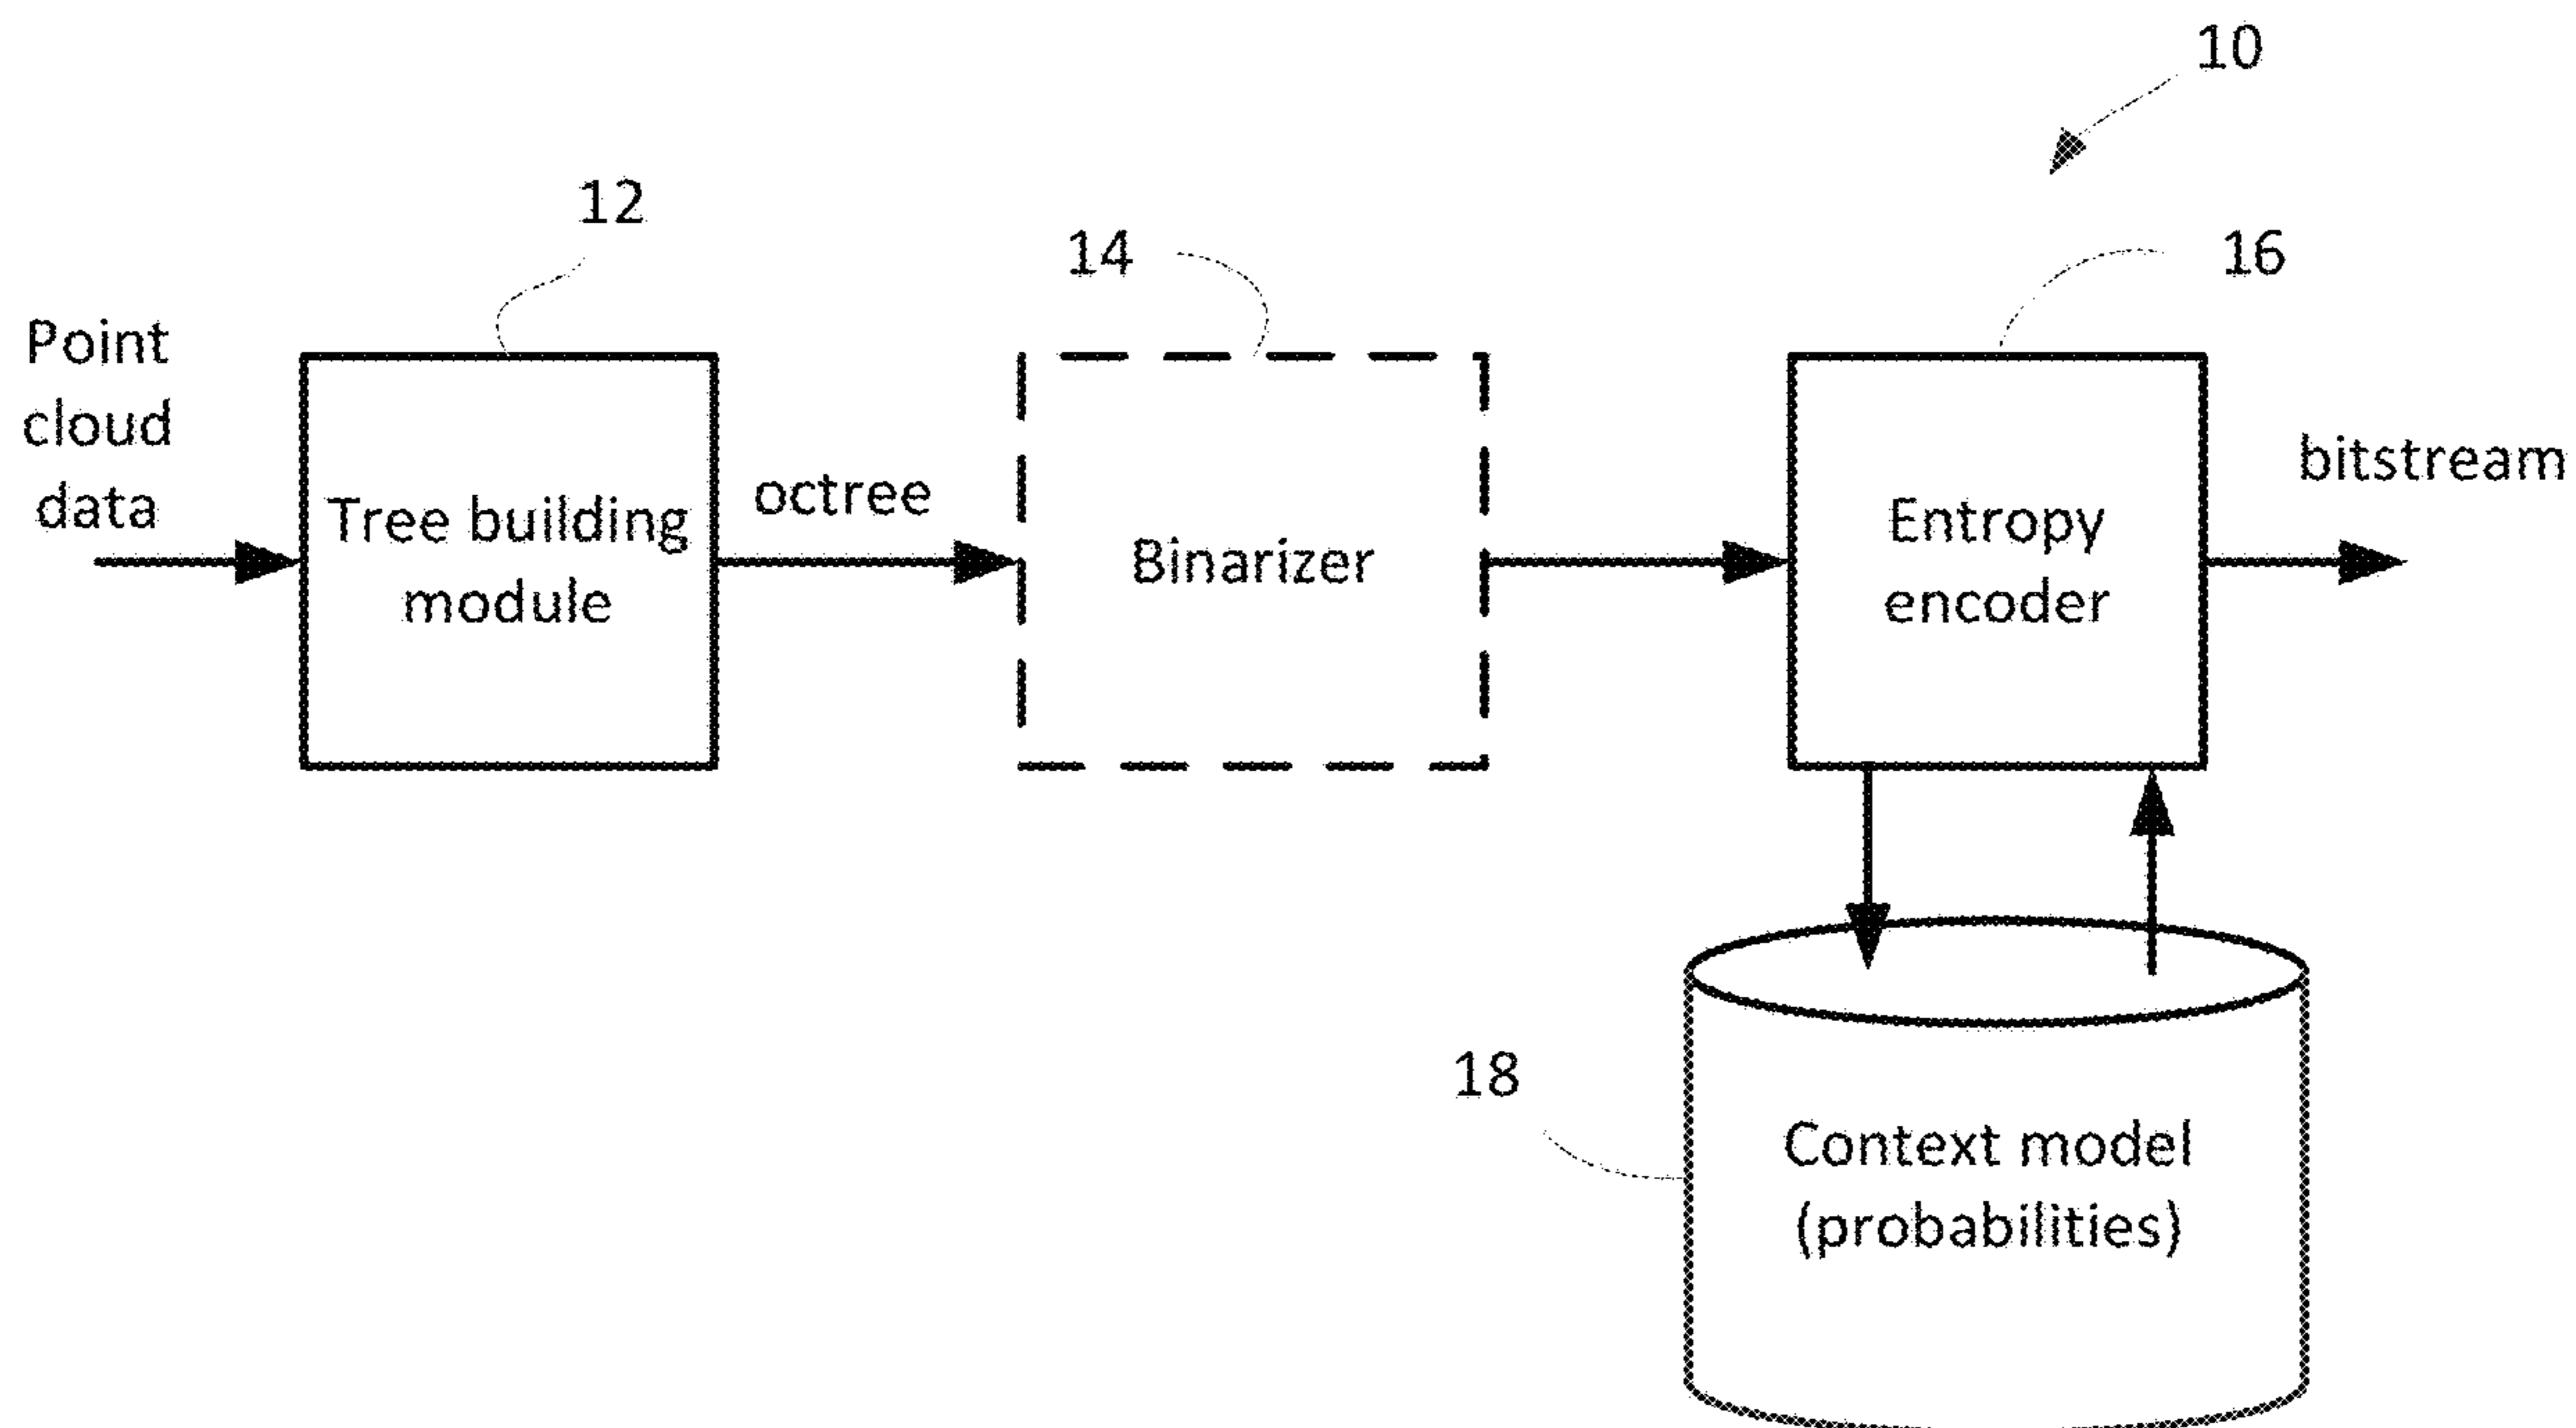 10
12
14
16
Point
cloud
data
Tree building
module
octree
Binarizer
Entropy
encoder
bitstream
18
Context model
(probabilities)